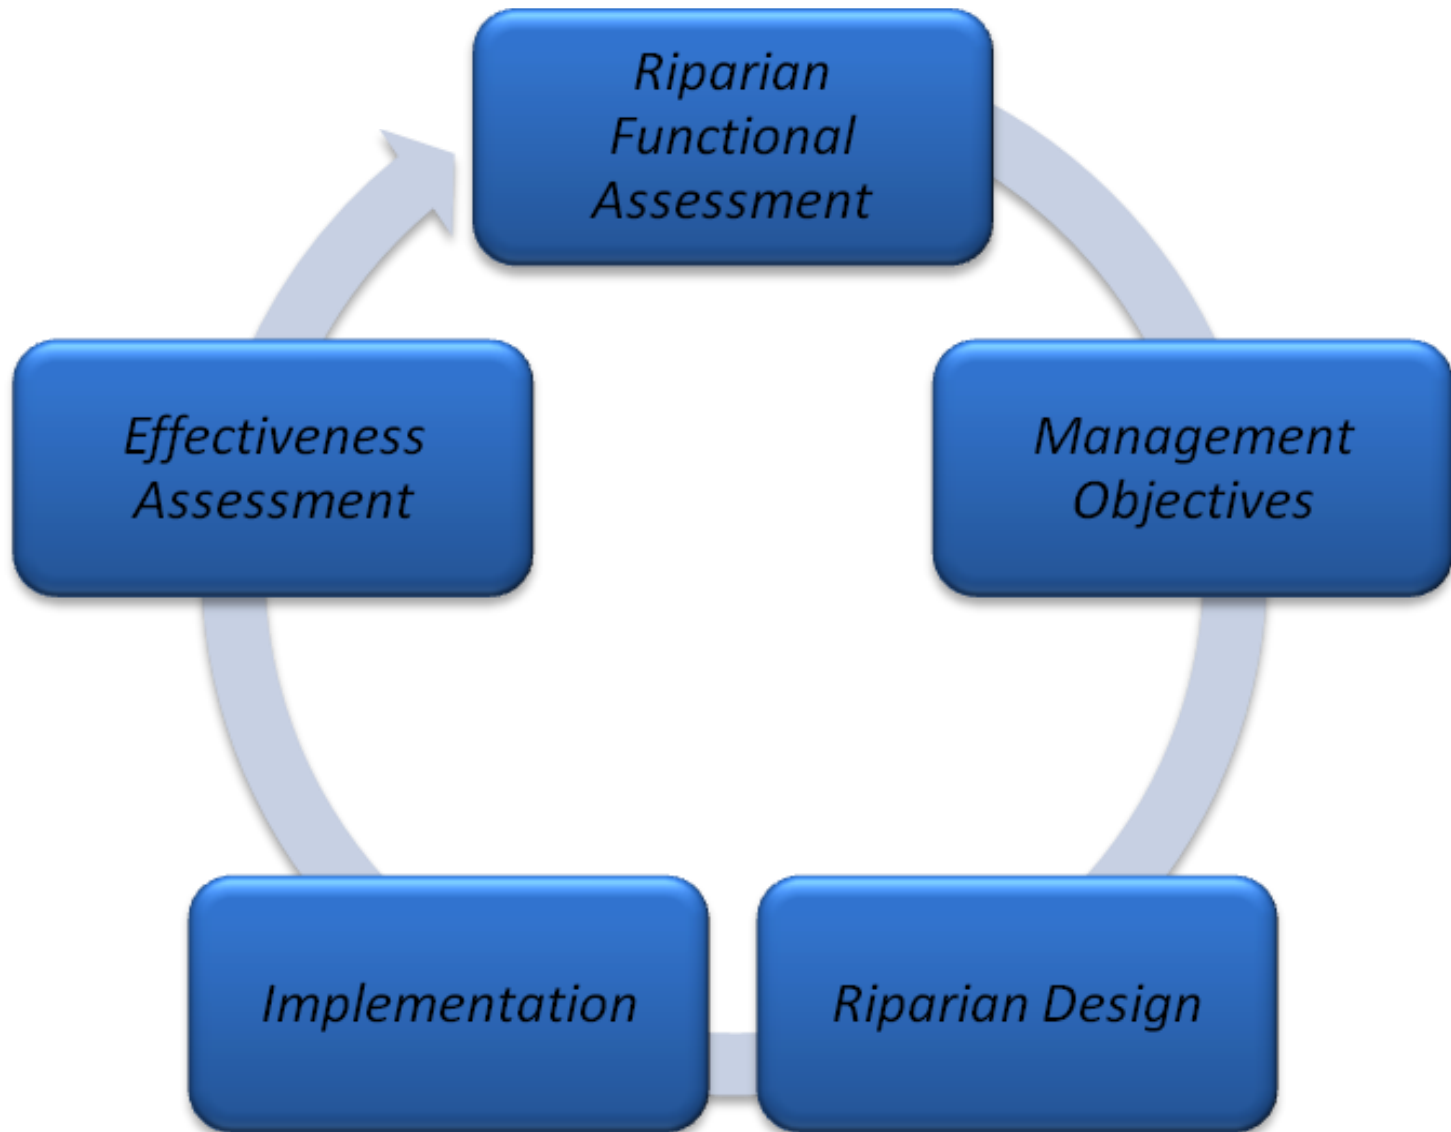 Riparian
Functional
Assessment
Management
Objectives
Riparian Design
Implementation
Effectiveness
Assessment